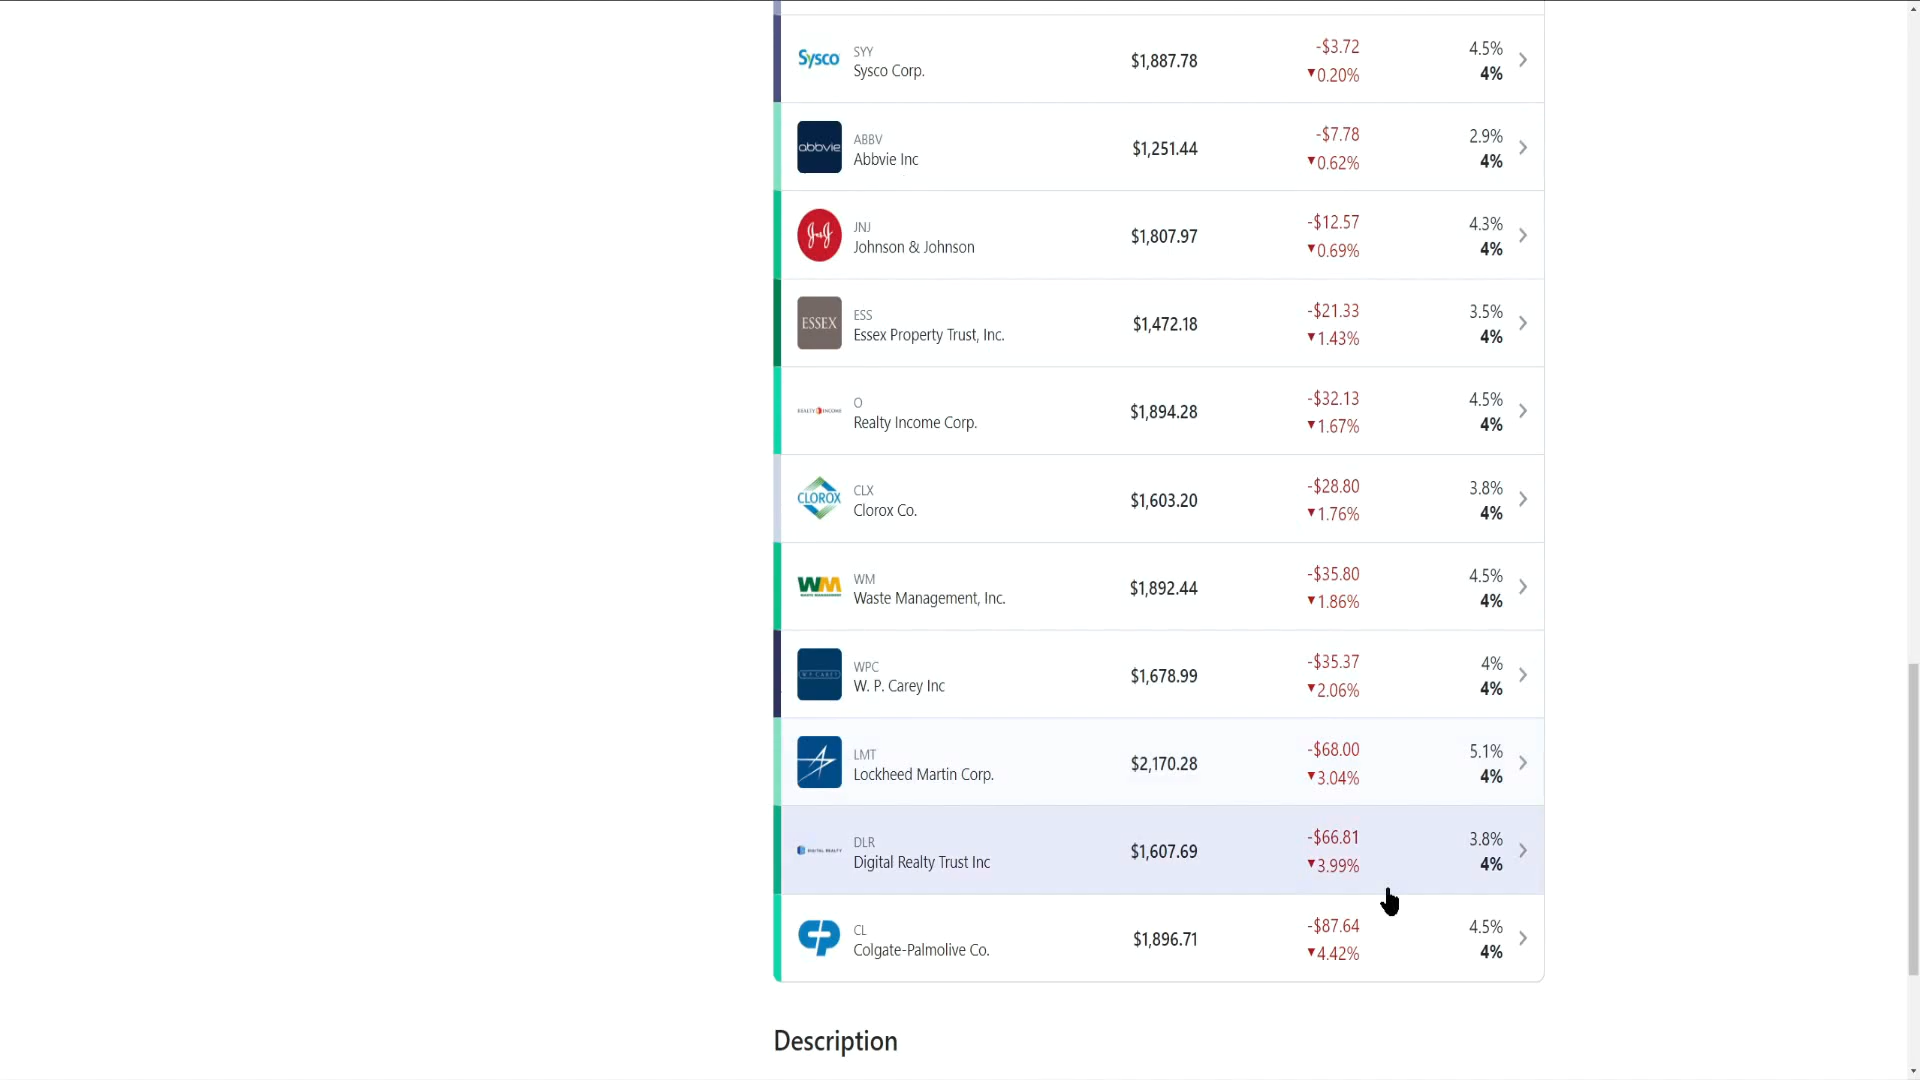 Sysco
SYY
Sysco Corp.
$1,887.78
-$3.72
▼0.20%
4.5%
4%
abbvie
ABBV
Abbvie Inc
$1,251.44
-$7.78
▼0.62%
2.9%
4%
J&J
JNJ
Johnson & Johnson
$1,807.97
-$12.57
▼0.69%
4.3%
4%
ESSEX
ESS
Essex Property Trust, Inc.
$1,472.18
-$21.33
▼1.43%
3.5%
4%
REALTY INCOME
O
Realty Income Corp.
$1,894.28
-$32.13
▼1.67%
4.5%
4%
CLOROX
CLX
Clorox Co.
$1,603.20
-$28.80
▼1.76%
3.8%
4%
WM
WASTE MANAGEMENT
WM
Waste Management, Inc.
$1,892.44
-$35.80
▼1.86%
4.5%
4%
W. P. CAREY
WPC
W. P. Carey Inc
$1,678.99
-$35.37
▼2.06%
4%
4%
LMT
Lockheed Martin Corp.
$2,170.28
-$68.00
▼3.04%
5.1%
4%
DIGITAL REALTY
DLR
Digital Realty Trust Inc
$1,607.69
-$66.81
▼3.99%
3.8%
4%
CL
Colgate-Palmolive Co.
$1,896.71
-$87.64
▼4.42%
4.5%
4%
Description